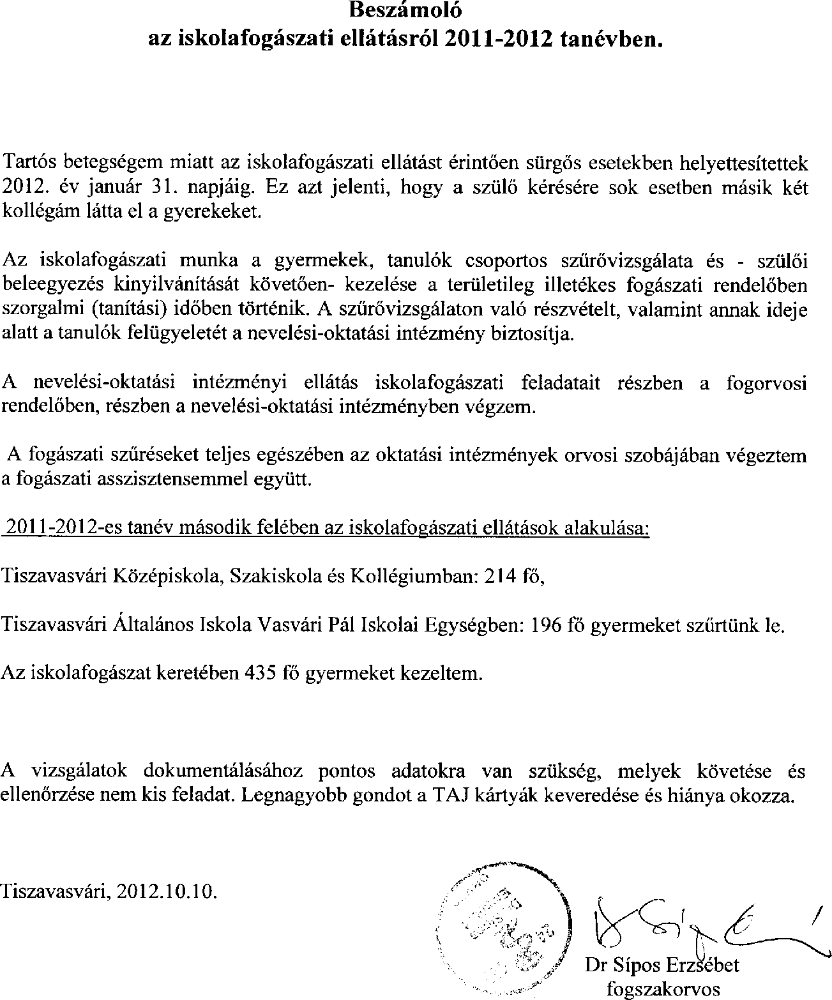 Beszámoló
az iskolafogászati ellátásról 2011-2012 tanévben.
Tartós betegségem miatt az iskolafogászati ellátást érintően sürgős esetekben helyettesítettek
2012. év január 31. napjáig. Ez azt jelenti, hogy a szülő kérésére sok esetben másik két
kollégám látta el a gyerekeket.
Az iskolafogászati munka a gyermekek, tanulók csoportos szűrővizsgálata és - szülői
beleegyezés kinyilvánítását követően- kezelése a területileg illetékes fogászati rendelőben
szorgalmi (tanítási) időben történik. A szűrővizsgálaton való részvételt, valamint annak ideje
alatt a tanulók felügyeletét a nevelési-oktatási intézmény biztosítja.
A nevelési-oktatási intézményi ellátás iskolafogászati feladatait részben a fogorvosi
rendelőben, részben a nevelési-oktatási intézményben végzem.
A fogászati szűréseket teljes egészében az oktatási intézmények orvosi szobájában végeztem
a fogászati asszisztensemmel együtt.
2011-2012-es tanév második felében az iskolafogászati ellátások alakulása:
Tiszavasvári Középiskola, Szakiskola és Kollégiumban: 214 fő,
Tiszavasvári Általános Iskola Vasvári Pál Iskolai Egységben: 196 fő gyermeket szűrtünk le.
Az iskolafogászat keretében 435 fő gyermeket kezeltem.
A vizsgálatok dokumentálásához pontos adatokra van szükség, melyek követése és
ellenőrzése nem kis feladat. Legnagyobb gondot a TAJ kártyák keveredése és hiánya okozza.
Tiszavasvári, 2012.10.10.
Dr Sípos Erzsébet
fogszakorvos